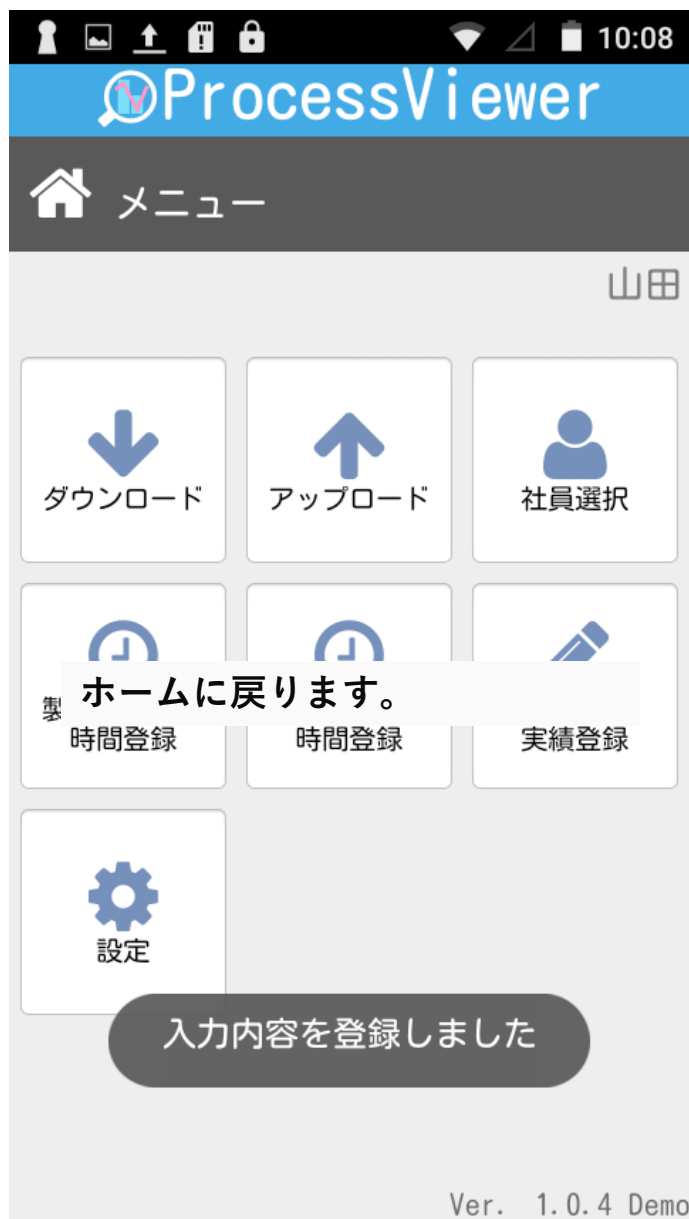 10:08
ProcessViewer
メニュー
山田
ダウンロード
アップロード
社員選択
製
ホームに戻ります。
時間登録
時間登録
実績登録
設定
入力内容を登録しました
Ver. 1.0.4 Demo